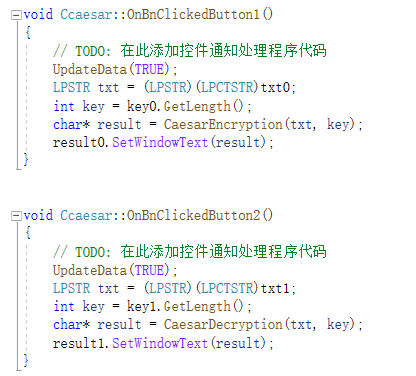 void Ccaesar::OnBnClickedButton1()
{
// TODO: 在此添加控件通知处理程序代码
UpdateData(TRUE);
LPSTR txt = (LPSTR)(LPCTSTR)txt0;
int key = key0.GetLength();
char* result = CaesarEncryption(txt, key);
result0.SetWindowText(result);
}
void Ccaesar::OnBnClickedButton2()
{
// TODO: 在此添加控件通知处理程序代码
UpdateData(TRUE);
LPSTR txt = (LPSTR)(LPCTSTR)txt1;
int key = key1.GetLength();
char* result = CaesarDecryption(txt, key);
result1.SetWindowText(result);
}